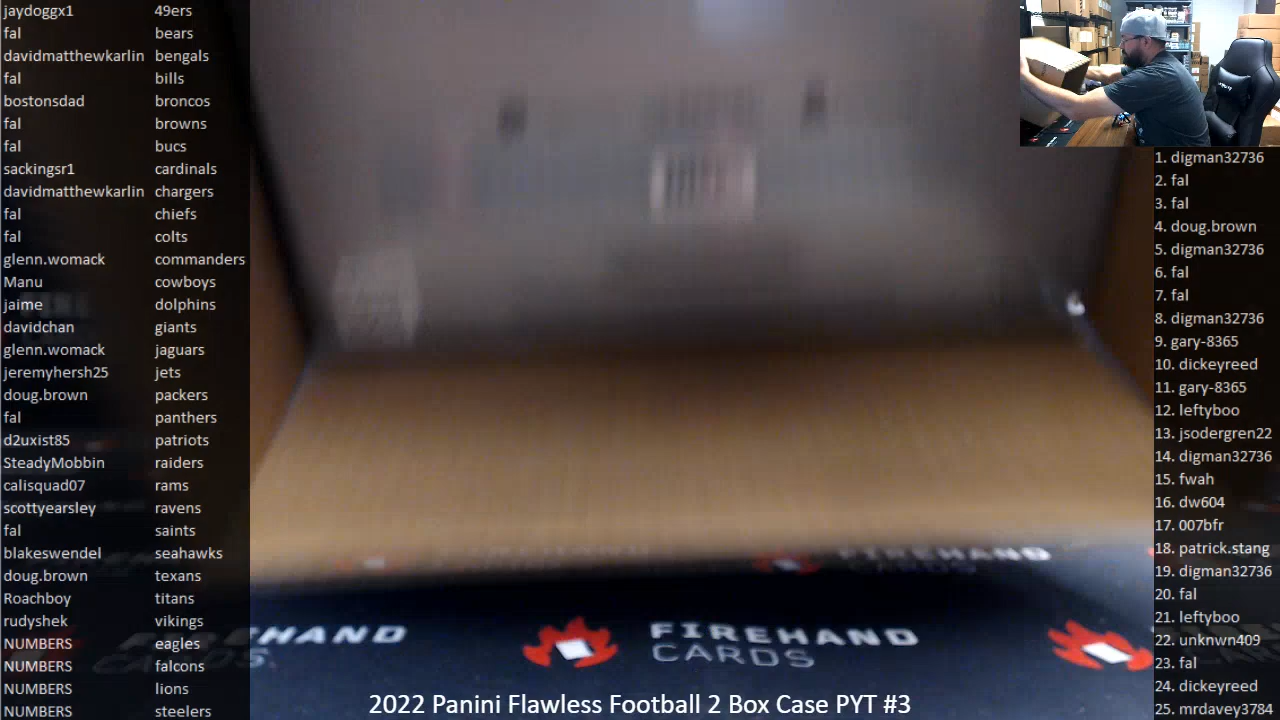 jaydoggx1 49ers
fal bears
davidmatthewkarlin bengals
fal bills
bostonsdad broncos
fal browns
fal bucs
sackingsr1 cardinals
davidmatthewkarlin chargers
fal chiefs
fal colts
glenn.womack commanders
Manu cowboys
jaime dolphins
davidchan giants
glenn.womack jaguars
jeremyhersh25 jets
doug.brown packers
fal panthers
d2uxist85 patriots
SteadyMobbin raiders
calisquad07 rams
scottyearsley ravens
fal saints
blakeswendel seahawks
doug.brown texans
Roachboy titans
rudyshek vikings
NUMBERS eagles
NUMBERS falcons
NUMBERS lions
NUMBERS steelers
FIREHAND
HAND
FIREHAND
CARDS
2022 Panini Flawless Football 2 Box Case PYT #3
1. digman32736
2. fal
3. fal
4. doug.brown
5. digman32736
6. fal
7. fal
8. digman32736
9. gary-8365
10. dickeyreed
11. gary-8365
12. leftyboo
13. jsodergren22
14. digman32736
15. fwah
16. dw604
17. 007bfr
18. patrick.stang
19. digman32736
20. fal
21. leftyboo
22. unknwn409
23. fal
24. dickeyreed
25. mrdavey3784